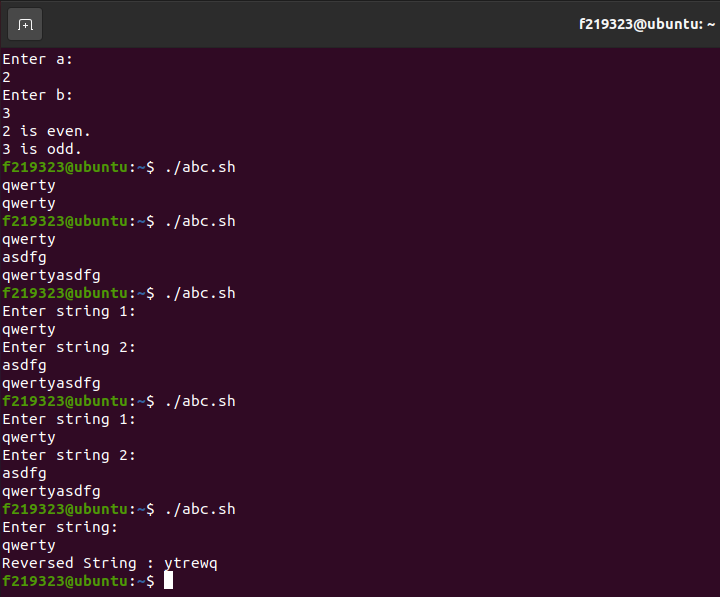 f219323@ubuntu: ~
Enter a:
2
Enter b:
3
2 is even.
3 is odd.
f219323@ubuntu:~$ ./abc.sh
qwerty
qwerty
f219323@ubuntu:~$ ./abc.sh
qwerty
asdfg
qwertyasdfg
f219323@ubuntu:~$ ./abc.sh
Enter string 1:
qwerty
Enter string 2:
asdfg
qwertyasdfg
f219323@ubuntu:~$ ./abc.sh
Enter string 1:
qwerty
Enter string 2:
asdfg
qwertyasdfg
f219323@ubuntu:~$ ./abc.sh
Enter string:
qwerty
Reversed String : ytrewq
f219323@ubuntu:~$